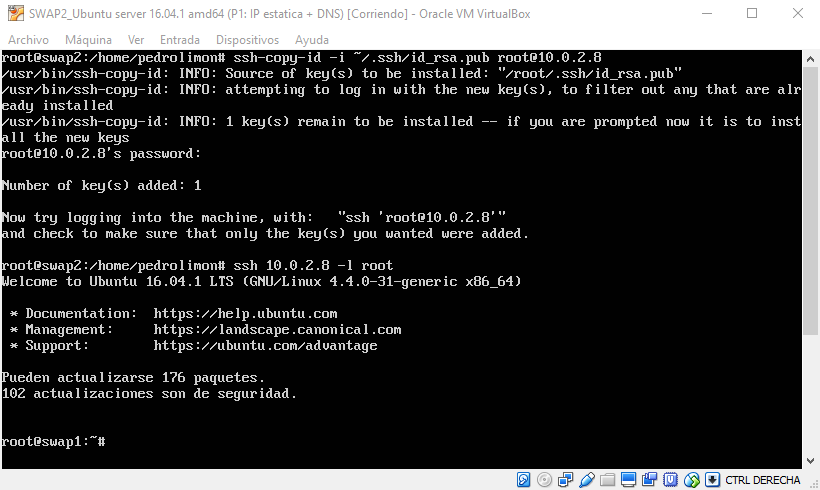 SWAP2_Ubuntu server 16.04.1 amd64 (P1: IP estatica + DNS) [Corriendo] - Oracle VM VirtualBox
Archivo Máquina Ver Entrada Dispositivos Ayuda
root@swap2:/home/pedrolimon# ssh-copy-id -i ~/.ssh/id_rsa.pub root@10.0.2.8
/usr/bin/ssh-copy-id: INFO: Source of key(s) to be installed: "/root/.ssh/id_rsa.pub"
/usr/bin/ssh-copy-id: INFO: attempting to log in with the new key(s), to filter out any that are alr
eady installed
/usr/bin/ssh-copy-id: INFO: 1 key(s) remain to be installed -- if you are prompted now it is to inst
all the new keys
root@10.0.2.8's password:
Number of key(s) added: 1
Now try logging into the machine, with:   "ssh 'root@10.0.2.8'"
and check to make sure that only the key(s) you wanted were added.
root@swap2:/home/pedrolimon# ssh 10.0.2.8 -l root
Welcome to Ubuntu 16.04.1 LTS (GNU/Linux 4.4.0-31-generic x86_64)
* Documentation:  https://help.ubuntu.com
* Management:     https://landscape.canonical.com
* Support:        https://ubuntu.com/advantage
Pueden actualizarse 176 paquetes.
102 actualizaciones son de seguridad.
root@swap1:~#
CTRL DERECHA